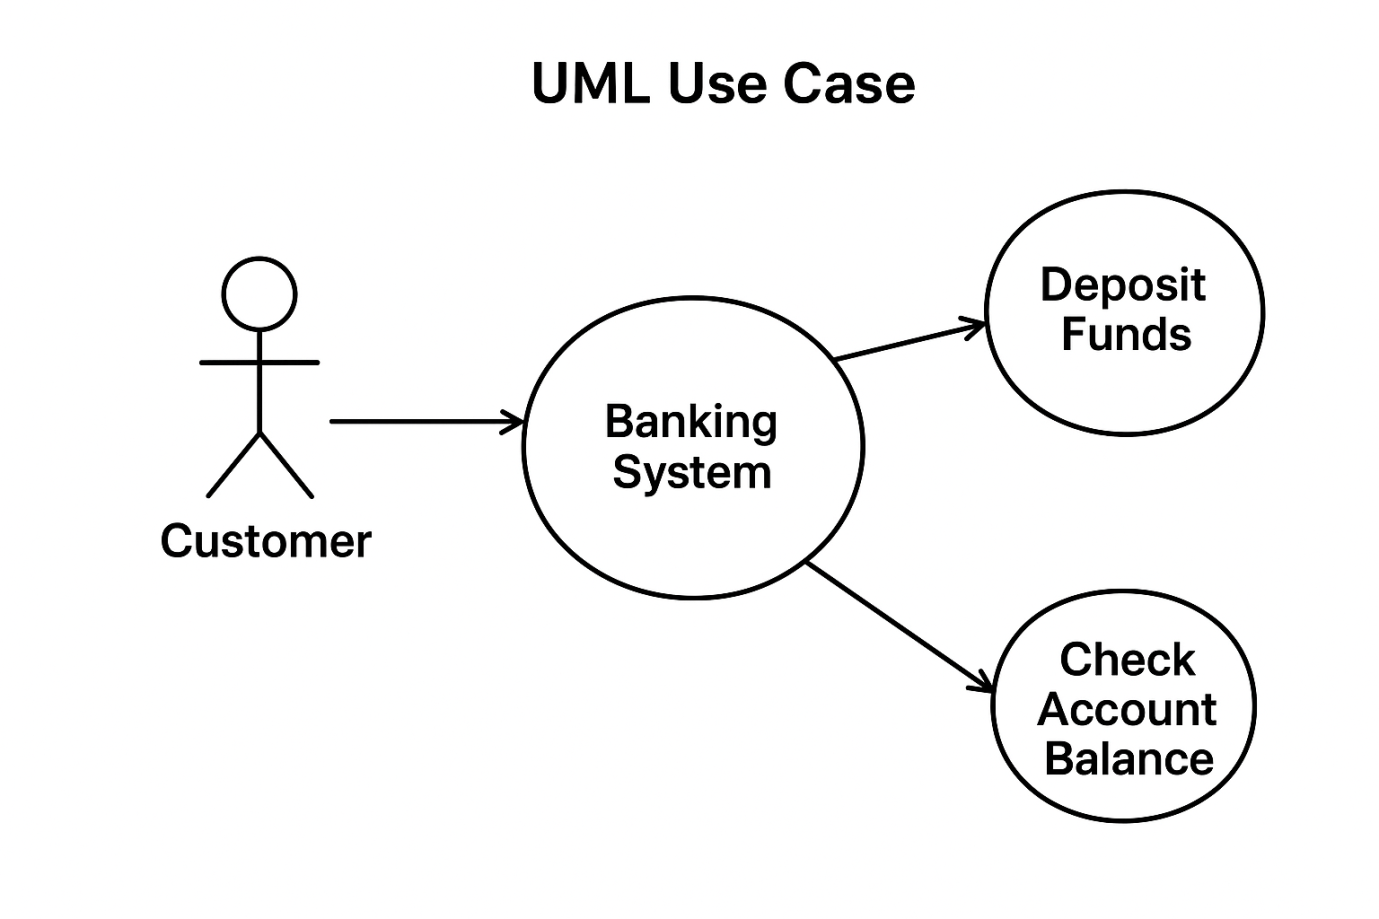 UML Use Case
Customer
Banking
System
Deposit
Funds
Check
Account
Balance